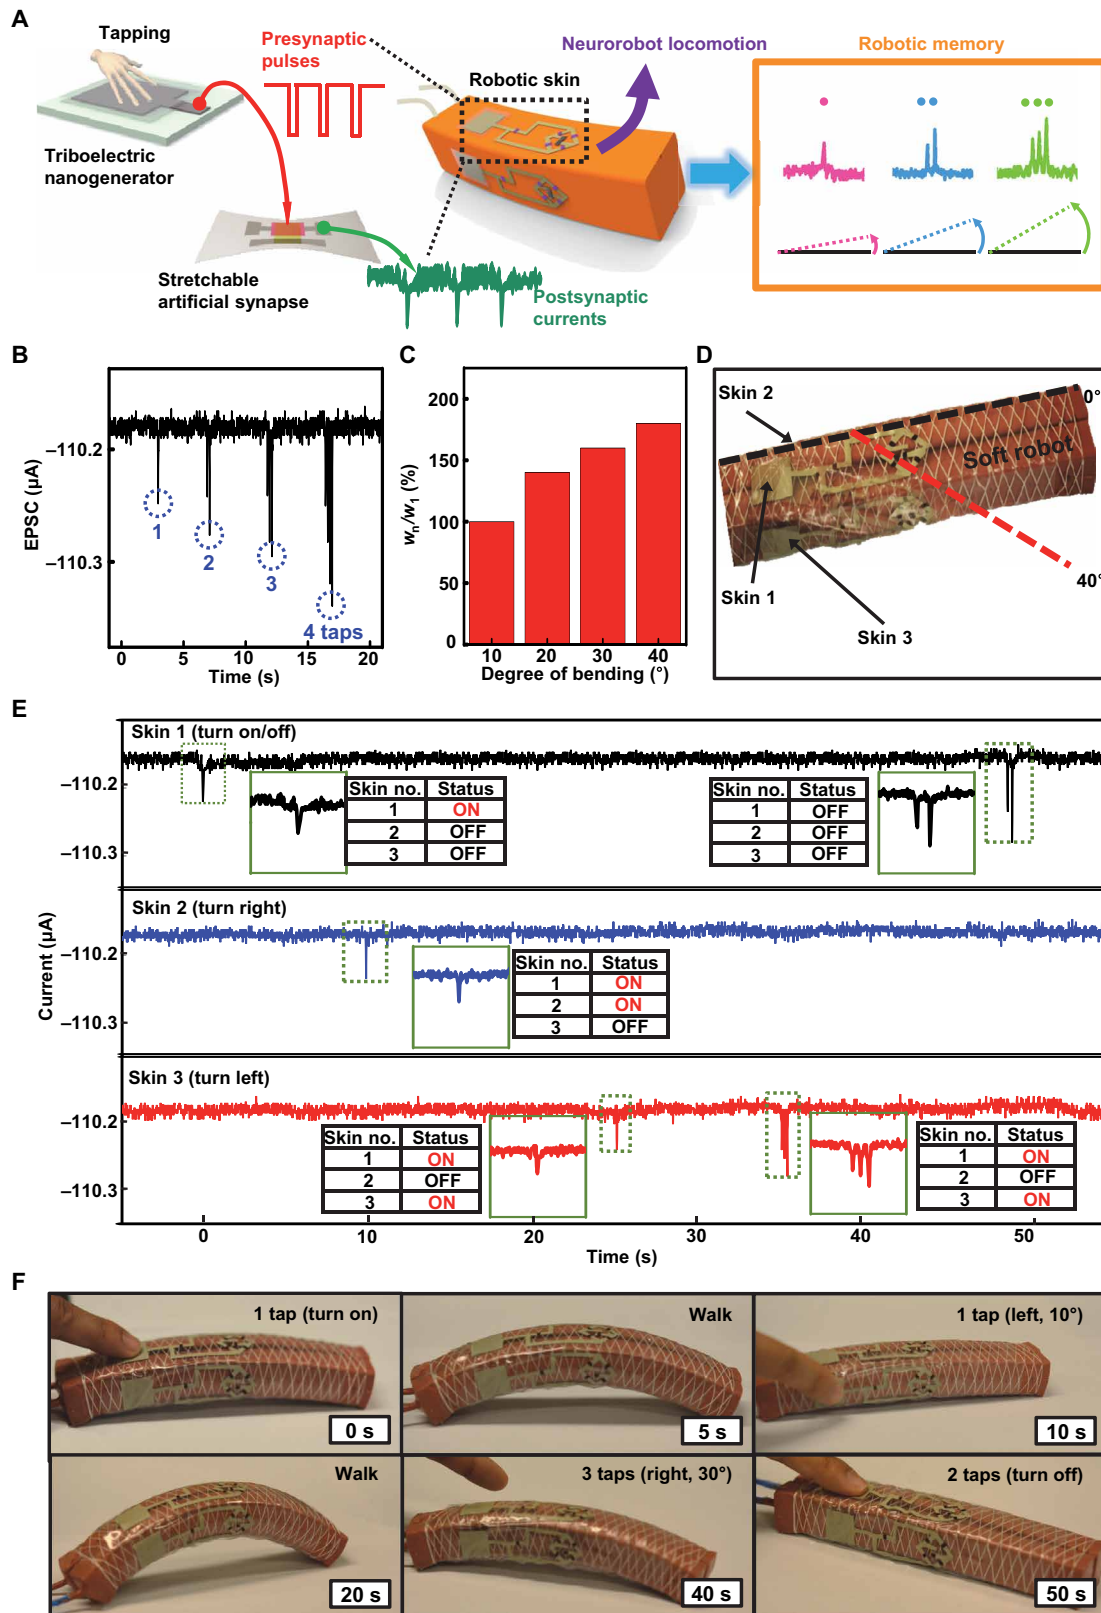 A
Tapping
Presynaptic
pulses
Triboelectric
nanogenerator
Stretchable
artificial synapse
Postsynaptic
currents
Robotic skin
Neurorobot locomotion
Robotic memory
B
EPSC (µA)
–110.2
–110.3
1
2
3
4 taps
0
5
10
15
20
Time (s)
C
wn/w1 (%)
200
150
100
50
0
10
20
30
40
Degree of bending (°)
D
Skin 2
0°
Soft robot
40°
Skin 1
Skin 3
E
Current (µA)
Skin 1 (turn on/off)
–110.2
–110.3
Skin no. Status
1 ON
2 OFF
3 OFF
Skin no. Status
1 OFF
2 OFF
3 OFF
Skin 2 (turn right)
–110.2
–110.3
Skin no. Status
1 ON
2 ON
3 OFF
Skin 3 (turn left)
–110.2
–110.3
Skin no. Status
1 ON
2 OFF
3 ON
Skin no. Status
1 ON
2 OFF
3 ON
0
10
20
30
40
50
Time (s)
F
1 tap (turn on)
0 s
Walk
5 s
1 tap (left, 10°)
10 s
Walk
20 s
3 taps (right, 30°)
40 s
2 taps (turn off)
50 s